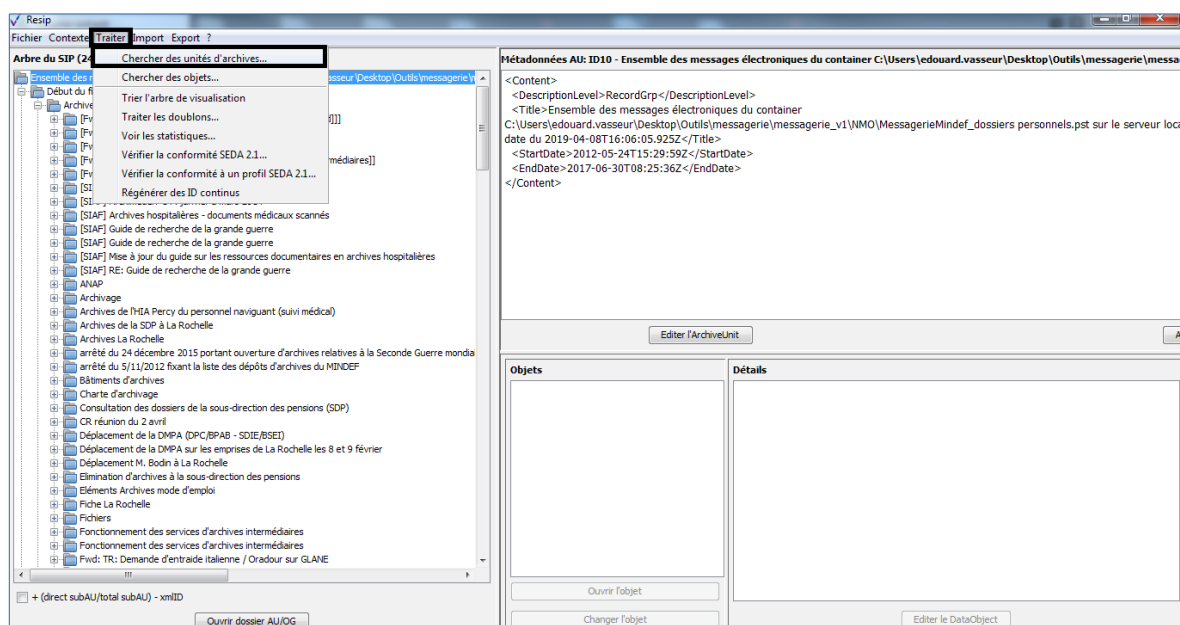 Resip
Fichier Contexte Traiter Import Export ?
Arbre du SIP (24
Chercher des unités d'archives...
Chercher des objets...
Trier l'arbre de visualisation
Traiter les doublons...
Voir les statistiques...
Vérifier la conformité SEDA 2.1...
Vérifier la conformité à un profil SEDA 2.1...
Régénérer des ID continus
Ensemble des asseur\Desktop\Outils\messagerie\
Début du f
Archive
[Fw
[Fw
[Fw médiaires]]
[Fw
[SIAF] Archives hospitalières - documents médicaux scannés
[SIAF] Guide de recherche de la grande guerre
[SIAF] Guide de recherche de la grande guerre
[SIAF] Mise à jour du guide sur les ressources documentaires en archives hospitalières
[SIAF] RE: Guide de recherche de la grande guerre
ANAP
Archivage
Archives de l'HIA Percy du personnel naviguant (suivi médical)
Archives de la SDP à La Rochelle
Archives La Rochelle
arrêté du 24 décembre 2015 portant ouverture d'archives relatives à la Seconde Guerre mondia
arrêté du 5/11/2012 fixant la liste des dépôts d'archives du MINDEF
Bâtiments d'archives
Charte d'archivage
Consultation des dossiers de la sous-direction des pensions (SDP)
CR réunion du 2 avril
Déplacement de la DMPA (DPC/BPAB - SDIE/BSEI)
Déplacement de la DMPA sur les emprises de La Rochelle les 8 et 9 février
Déplacement M. Bodin à La Rochelle
Elimination d'archives à la sous-direction des pensions
Eléments Archives mode d'emploi
Fiche La Rochelle
Fichiers
Fonctionnement des services d'archives intermédiaires
Fonctionnement des services d'archives intermédiaires
Fwd: TR: Demande d'entraide italienne / Oradour sur GLANE
+ (direct subAU/total subAU) - xmlID
Ouvrir dossier AU/OG
Métadonnées AU: ID10 - Ensemble des messages électroniques du container C:\Users\edouard.vasseur\Desktop\Outils\messagerie\messa
<Content>
<DescriptionLevel>RecordGrp</DescriptionLevel>
<Title>Ensemble des messages électroniques du container
C:\Users\edouard.vasseur\Desktop\Outils\messagerie\messagerie_v1\NMO\MessagerieMindef_dossiers personnels.pst sur le serveur loca
date du 2019-04-08T16:06:05.925Z</Title>
<StartDate>2012-05-24T15:29:59Z</StartDate>
<EndDate>2017-06-30T08:25:36Z</EndDate>
</Content>
Editer l'ArchiveUnit
A
Objets
Détails
Ouvrir l'objet
Changer l'objet
Editer le DataObject